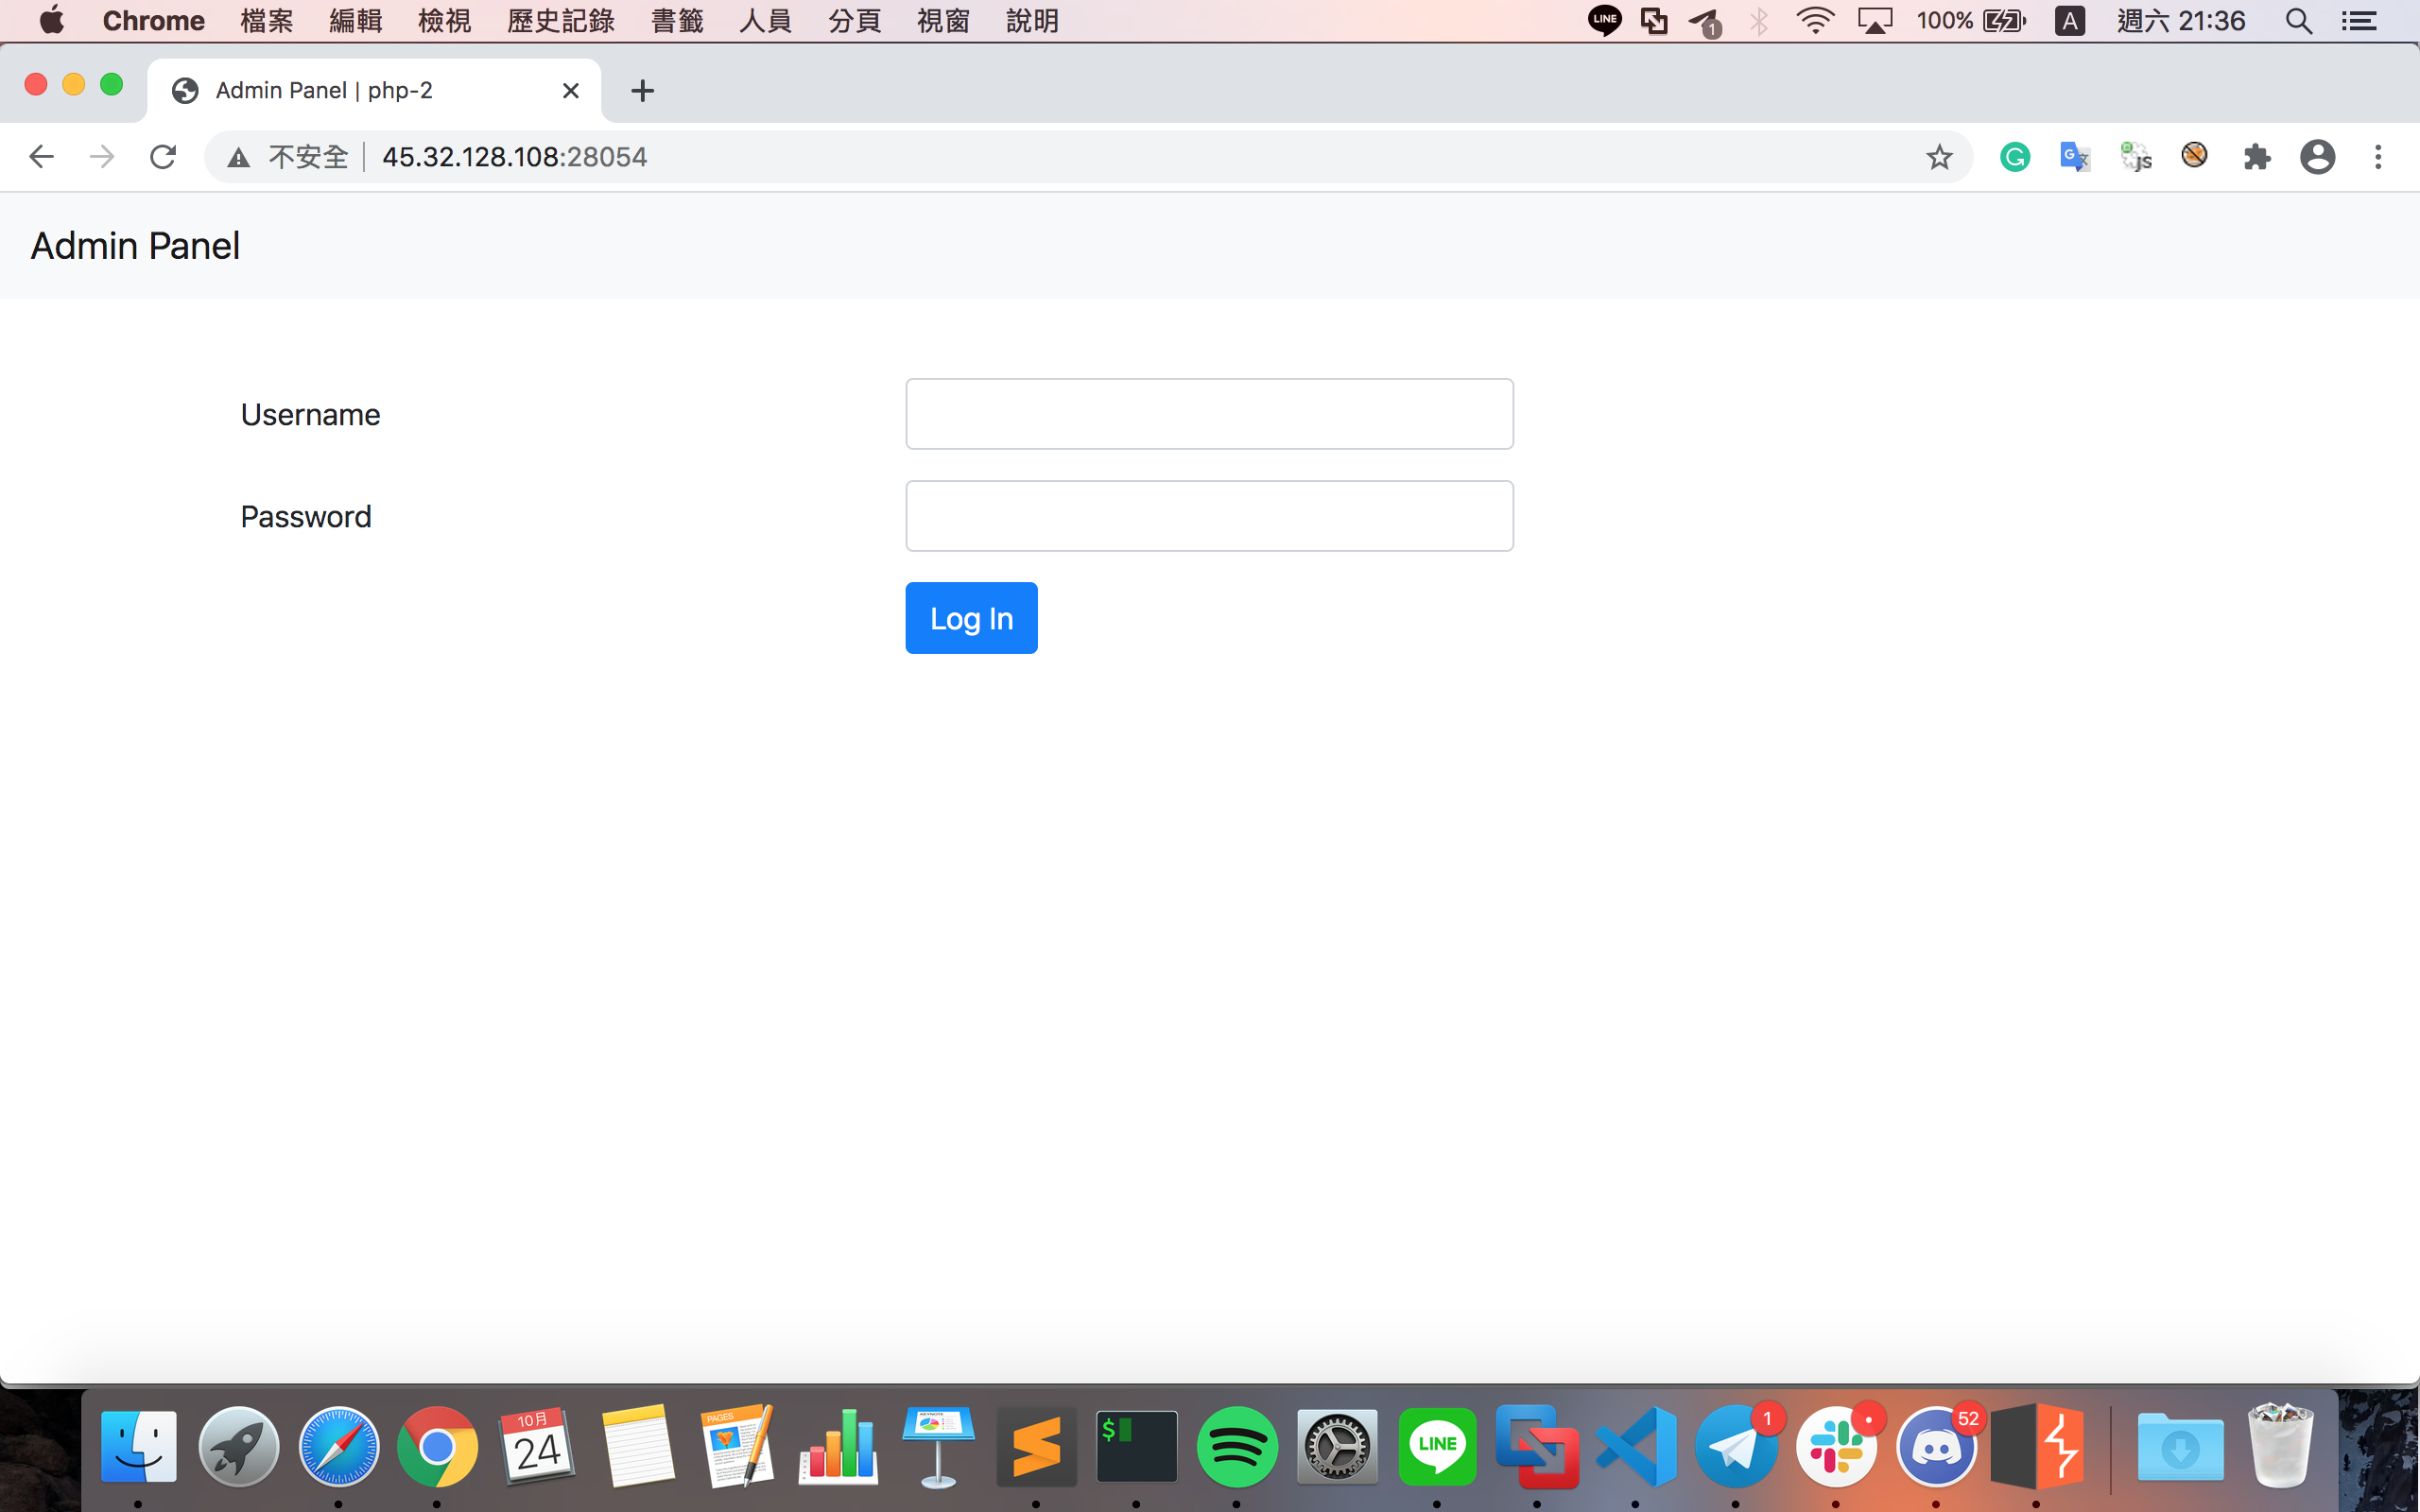 Chrome 檔案 編輯 檢視 歷史記錄 書籤 人員 分頁 視窗 說明 LINE 1 100% A 週六 21:36
Admin Panel | php-2
不安全 45.32.128.108:28054
Admin Panel
Username
Password
Log In
10月
24
PAGES
KEYNOTE
$
LINE
1
52